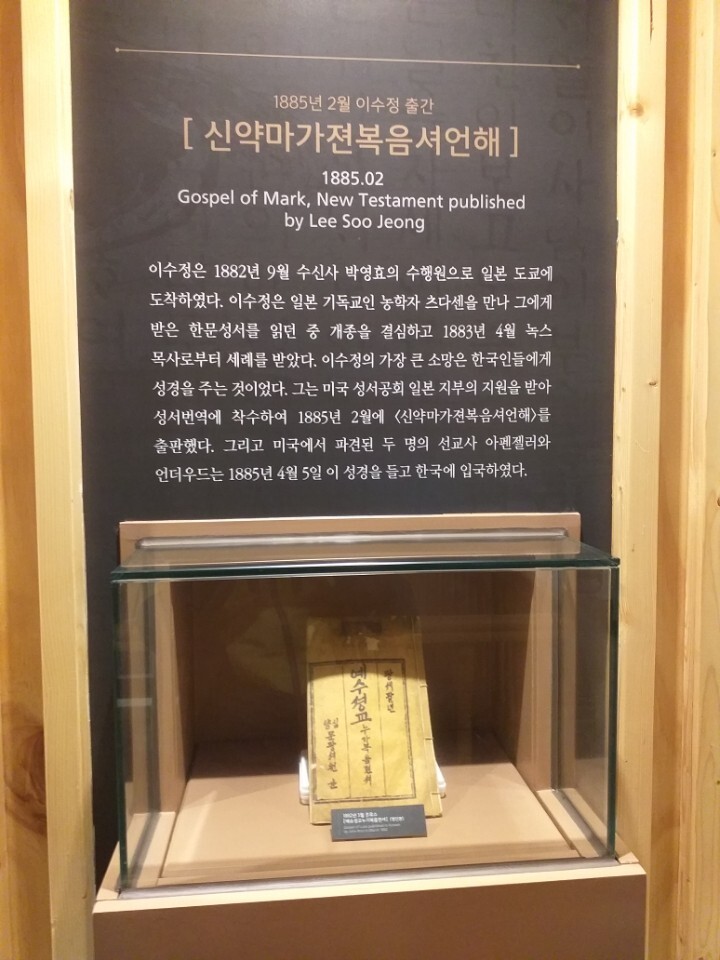 1885년 2월 이수정 출간
[ 신약마가젼복음셔언해 ]
1885.02
Gospel of Mark, New Testament published
by Lee Soo Jeong
이수정은 1882년 9월 수신사 박영효의 수행원으로 일본 도쿄에
도착하였다. 이수정은 일본 기독교인 농학자 츠다센을 만나 그에게
받은 한문성서를 읽던 중 개종을 결심하고 1883년 4월 녹스
목사로부터 세례를 받았다. 이수정의 가장 큰 소망은 한국인들에게
성경을 주는 것이었다. 그는 미국 성서공회 일본 지부의 지원을 받아
성서번역에 착수하여 1885년 2월에 〈신약마가젼복음셔언해〉를
출판했다. 그리고 미국에서 파견된 두 명의 선교사 아펜젤러와
언더우드는 1885년 4월 5일 이 성경을 들고 한국에 입국하였다.
예수셩교누가복음젼셔